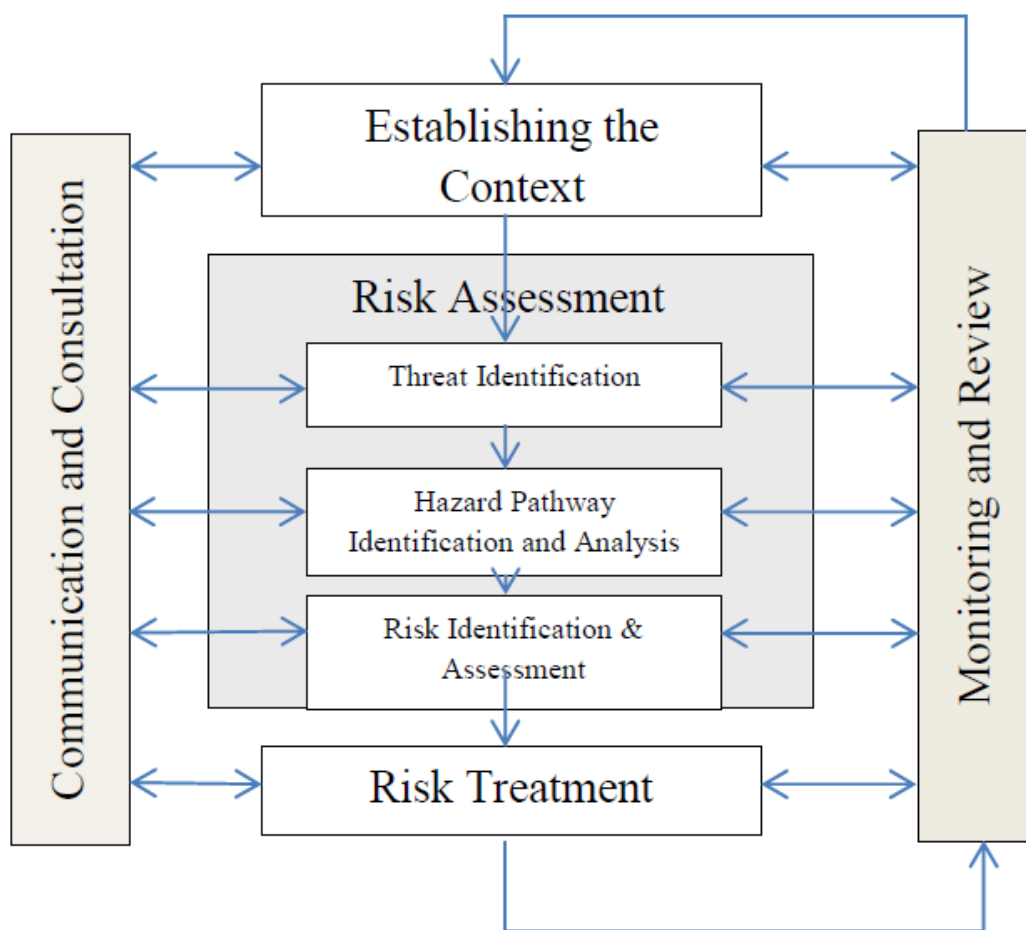 Establishing the
Context
Communication and Consultation
Risk Assessment
Threat Identification
Hazard Pathway
Identification and Analysis
Risk Identification &
Assessment
Risk Treatment
Monitoring and Review